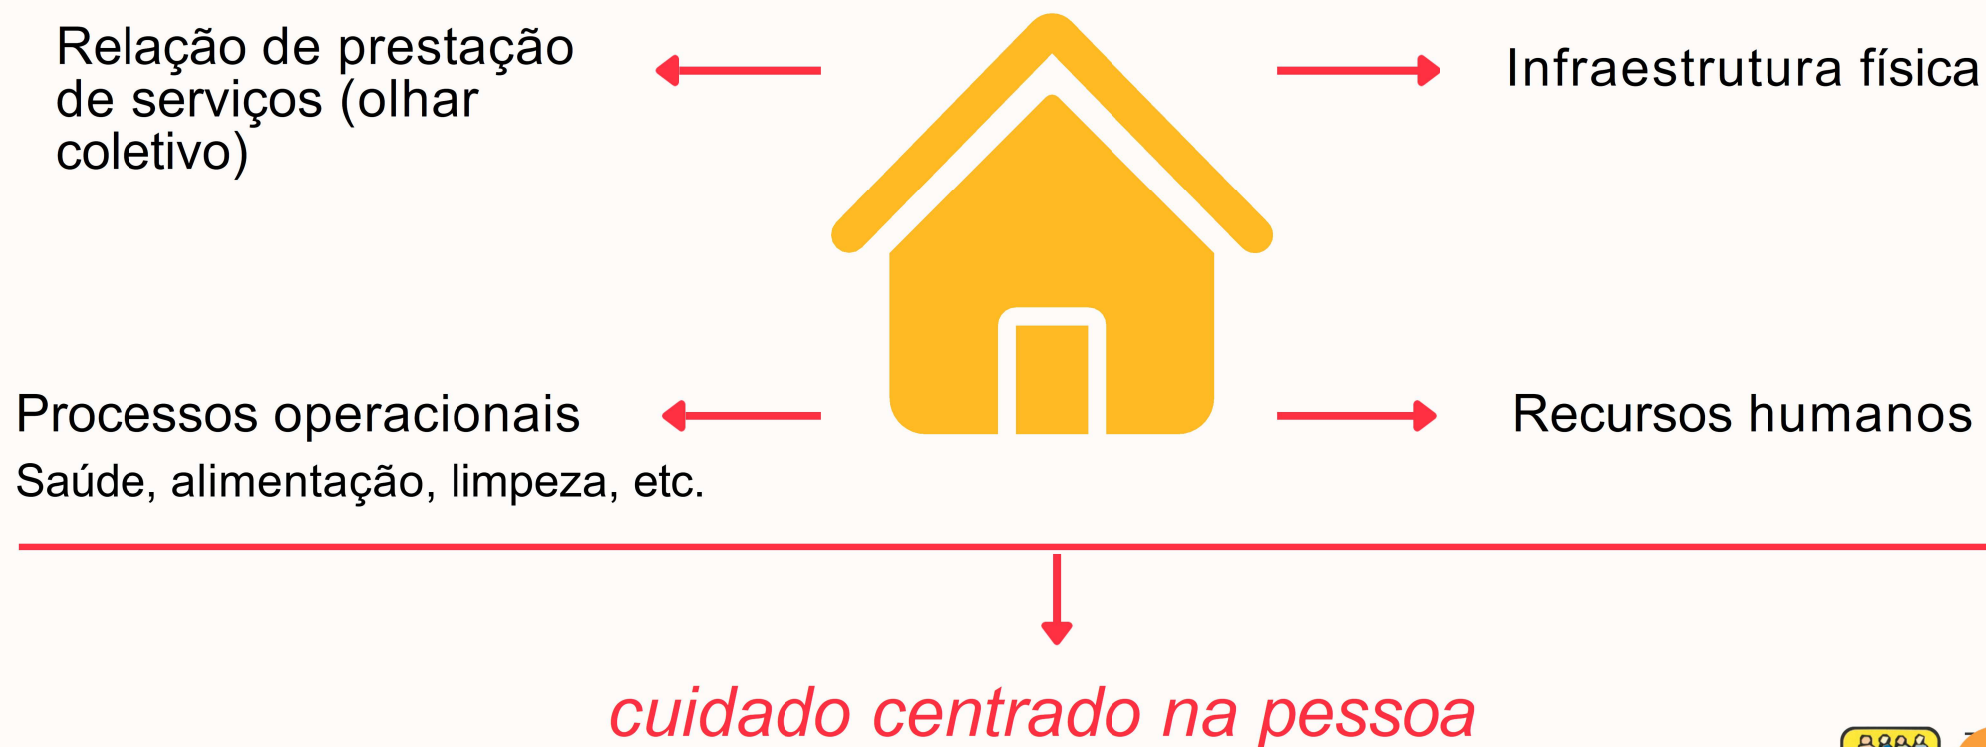 Relação de prestação
de serviços (olhar
coletivo)
Infraestrutura física
Processos operacionais
Saúde, alimentação, limpeza, etc.
Recursos humanos
cuidado centrado na pessoa